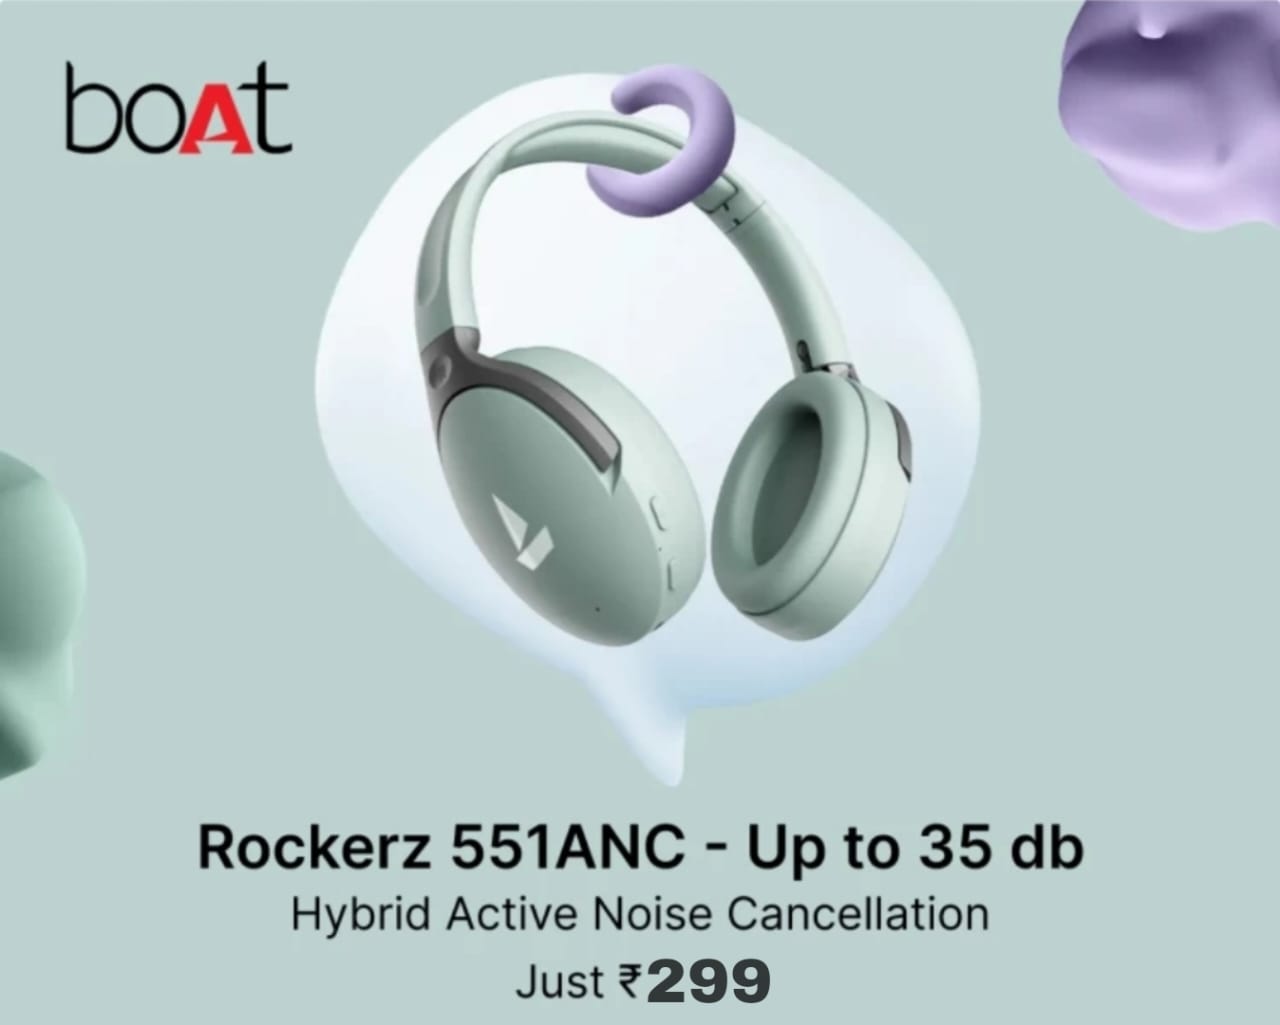 boAt
Rockerz 551ANC - Up to 35 db
Hybrid Active Noise Cancellation
Just ₹299